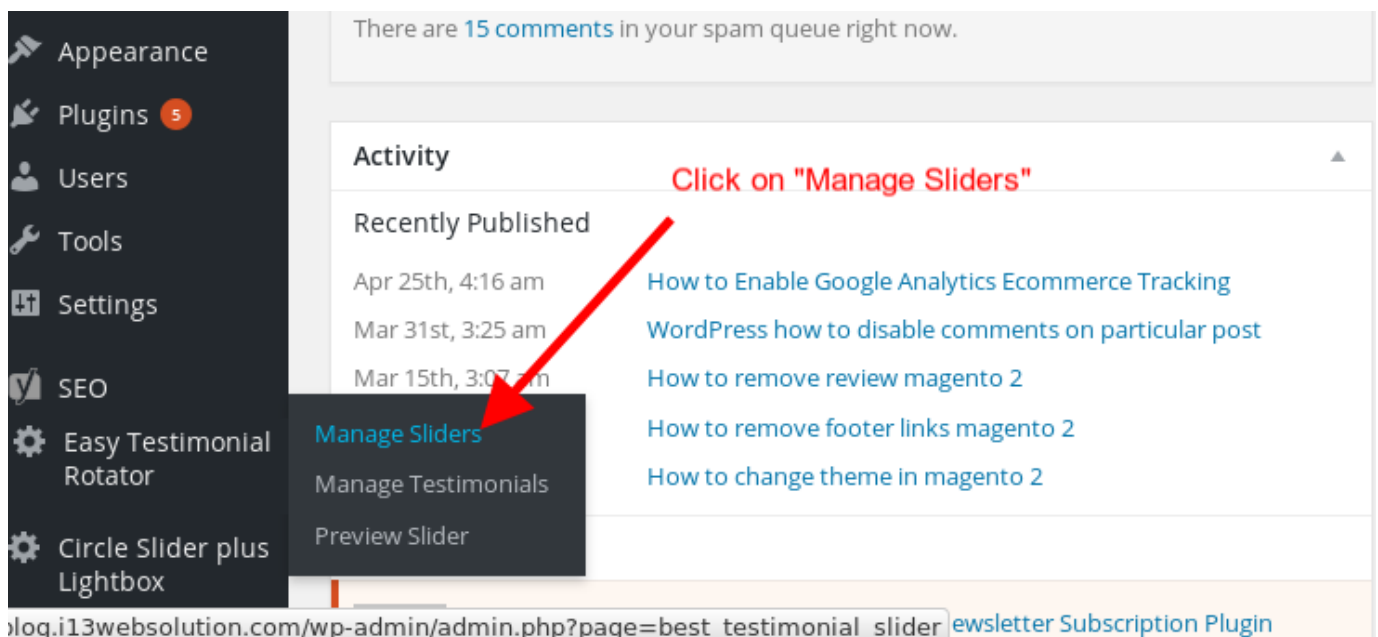 There are 15 comments in your spam queue right now.
Appearance
Plugins 5
Users
Tools
Settings
SEO
Easy Testimonial
Rotator
Circle Slider plus
Lightbox
Manage Sliders
Manage Testimonials
Preview Slider
Activity
Click on "Manage Sliders"
Recently Published
Apr 25th, 4:16 am How to Enable Google Analytics Ecommerce Tracking
Mar 31st, 3:25 am WordPress how to disable comments on particular post
Mar 15th, 3:07 am How to remove review magento 2
How to remove footer links magento 2
How to change theme in magento 2
ewsletter Subscription Plugin
blog.i13websolution.com/wp-admin/admin.php?page=best_testimonial_slider